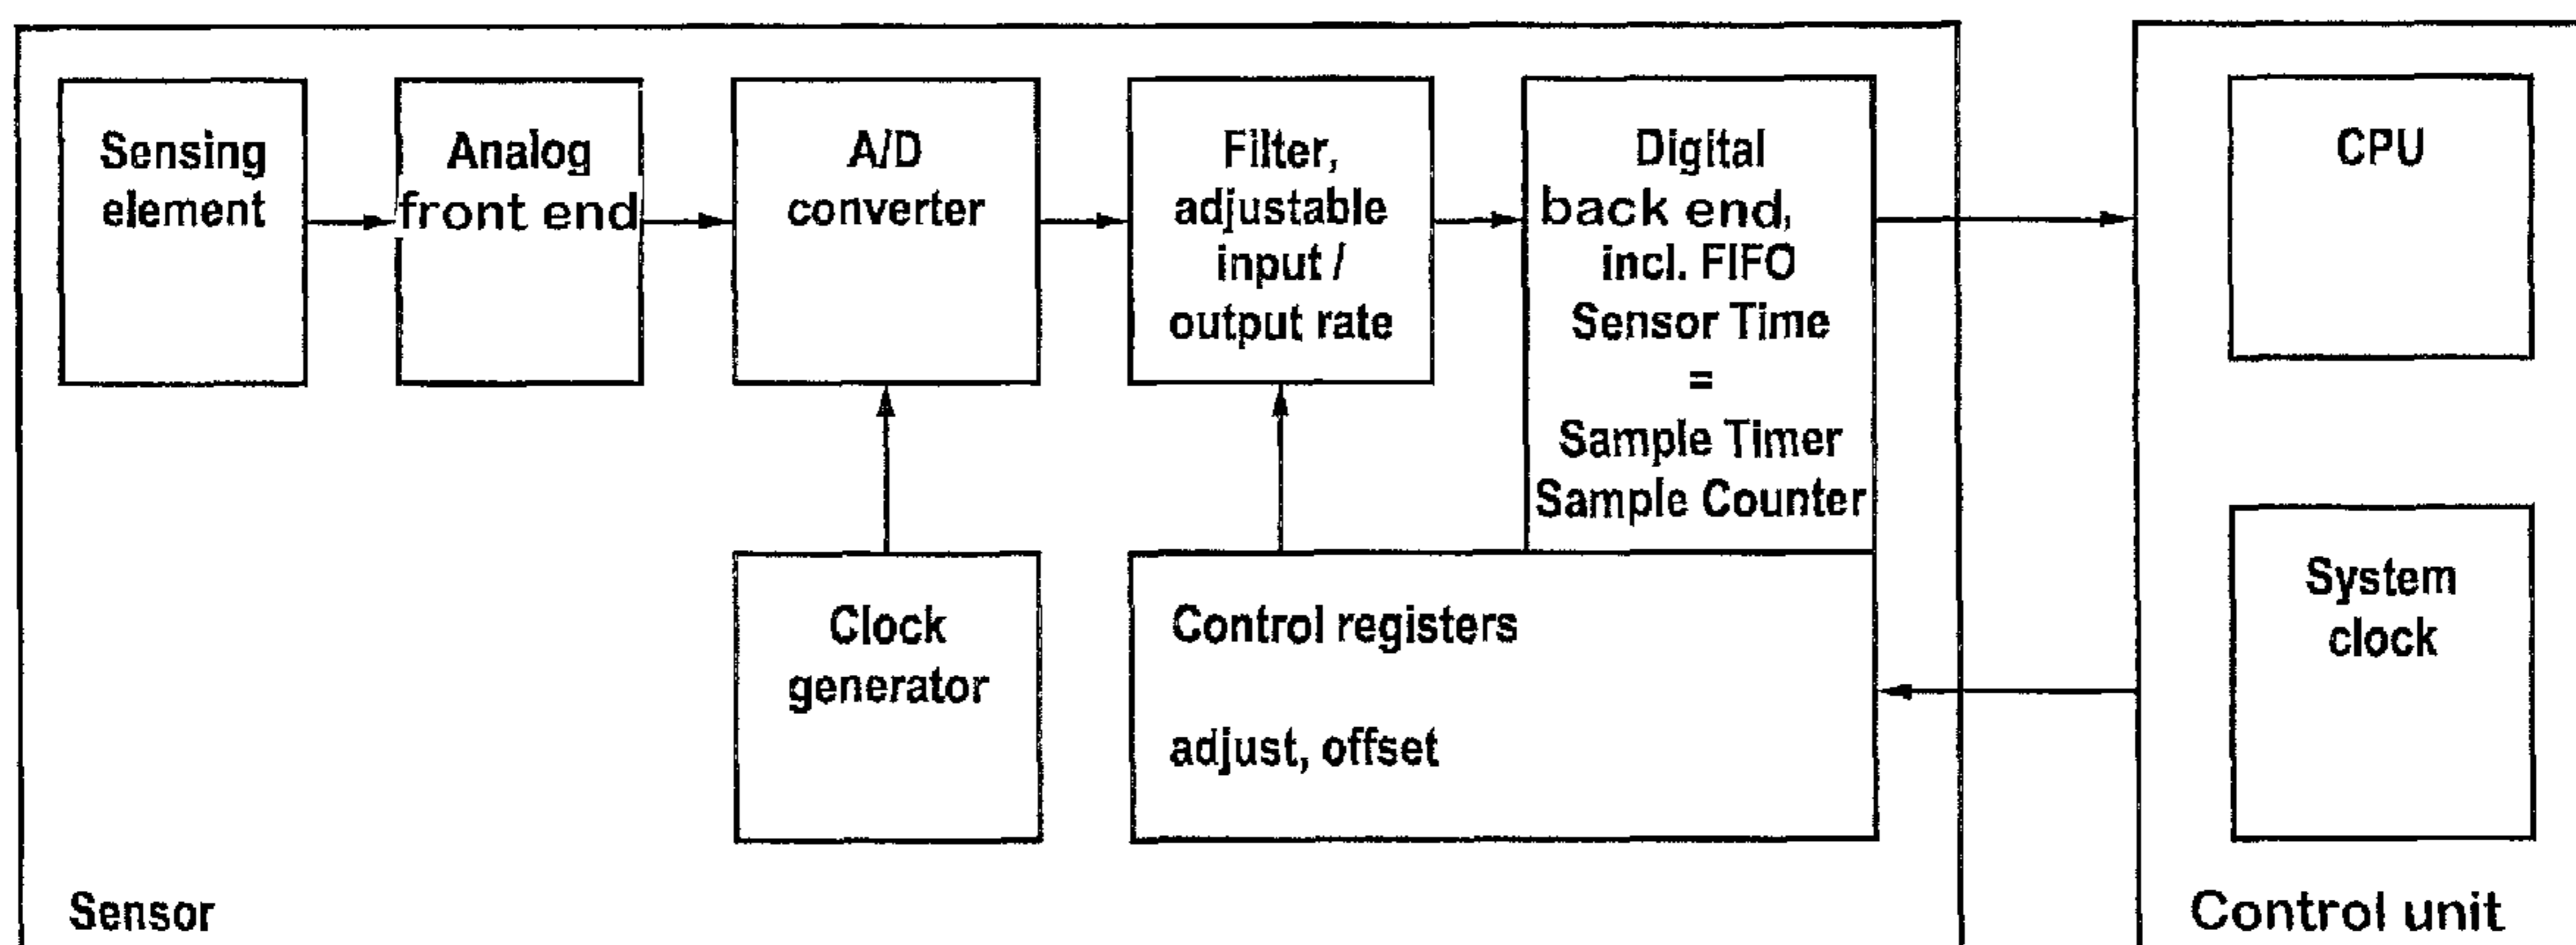 Sensing
element
Analog
front end
A/D
converter
Filter,
adjustable
input /
output rate
Digital
back end,
incl. FIFO
Sensor Time
=
Sample Timer
Sample Counter
CPU
Clock
generator
Control registers
adjust, offset
System
clock
Sensor
Control unit